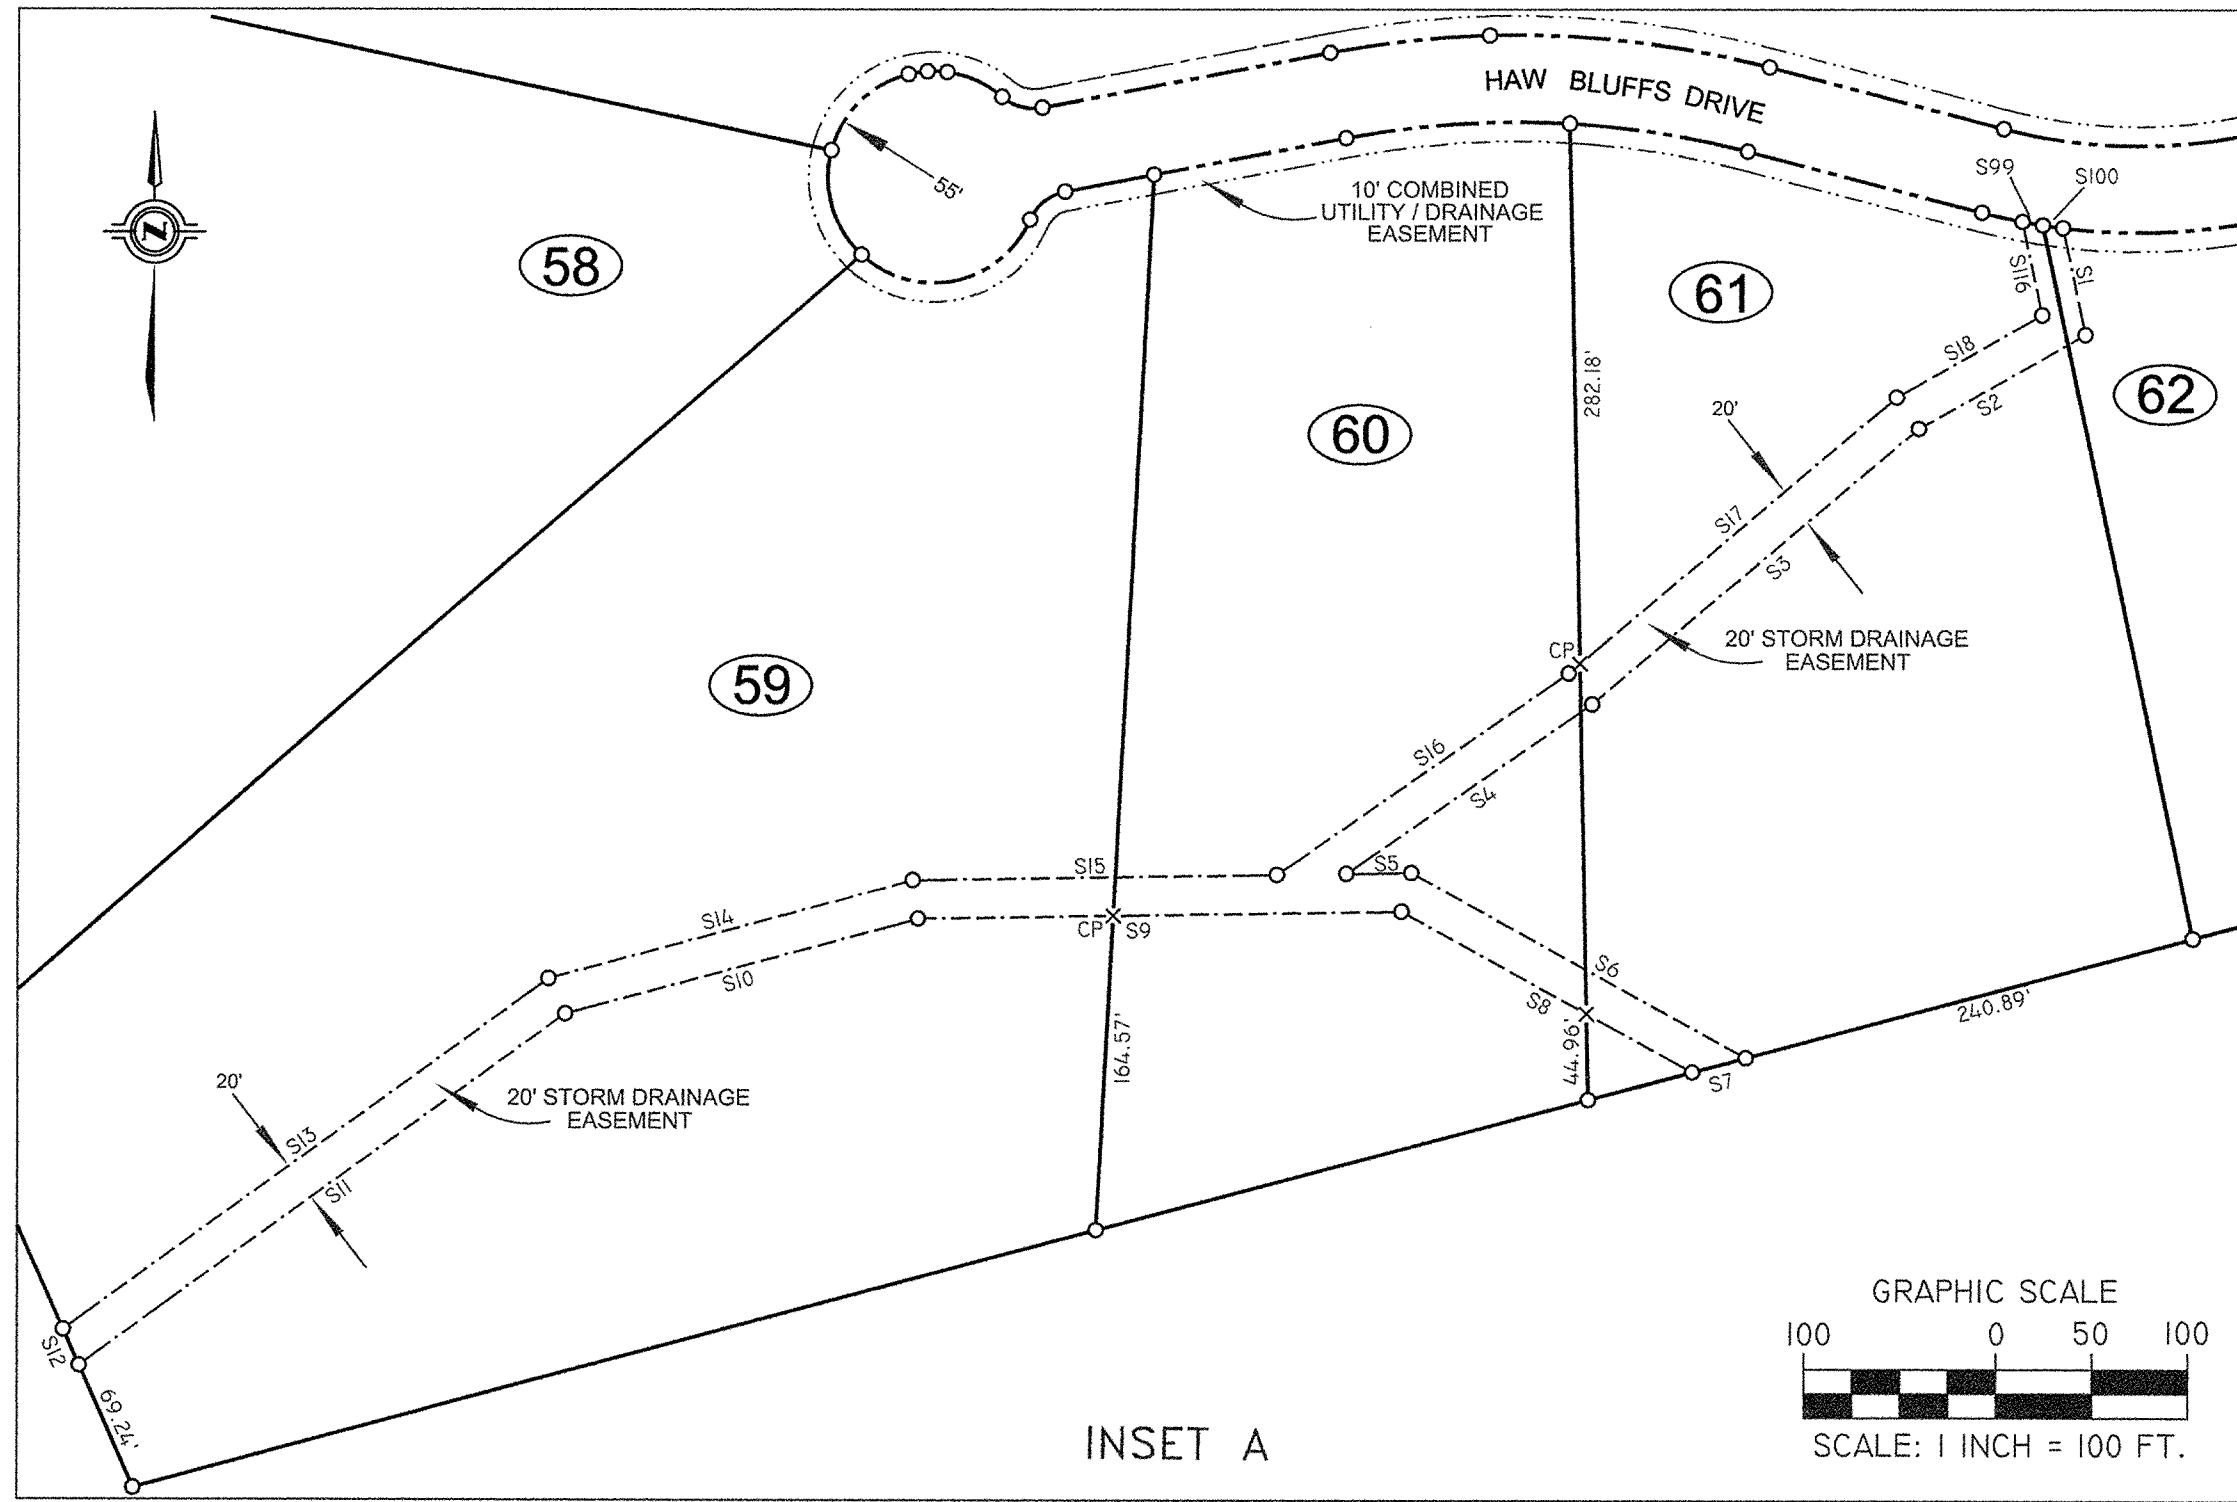 HAW BLUFFS DRIVE
55'
S99
S100
10' COMBINED
UTILITY / DRAINAGE
EASEMENT
N
58
61
S116
S1
S18
62
282.18'
20'
S2
60
S17
S3
CP
20' STORM DRAINAGE
EASEMENT
59
S16
S4
S15
S5
S14
CP
S9
S10
S6
S8
240.89'
164.57'
44.96'
S7
20'
20' STORM DRAINAGE
EASEMENT
S13
S11
S12
69.24'
GRAPHIC SCALE
100 0 50 100
SCALE: 1 INCH = 100 FT.
INSET A